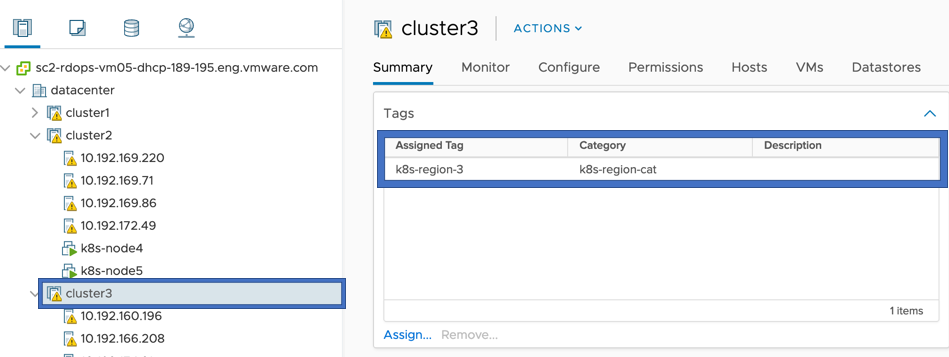 sc2-rdops-vm05-dhcp-189-195.eng.vmware.com
datacenter
cluster1
cluster2
10.192.169.220
10.192.169.71
10.192.169.86
10.192.172.49
k8s-node4
k8s-node5
cluster3
10.192.160.196
10.192.166.208
cluster3 ACTIONS
Summary Monitor Configure Permissions Hosts VMs Datastores
Tags
Assigned Tag Category Description
k8s-region-3 k8s-region-cat
1 items
Assign... Remove...